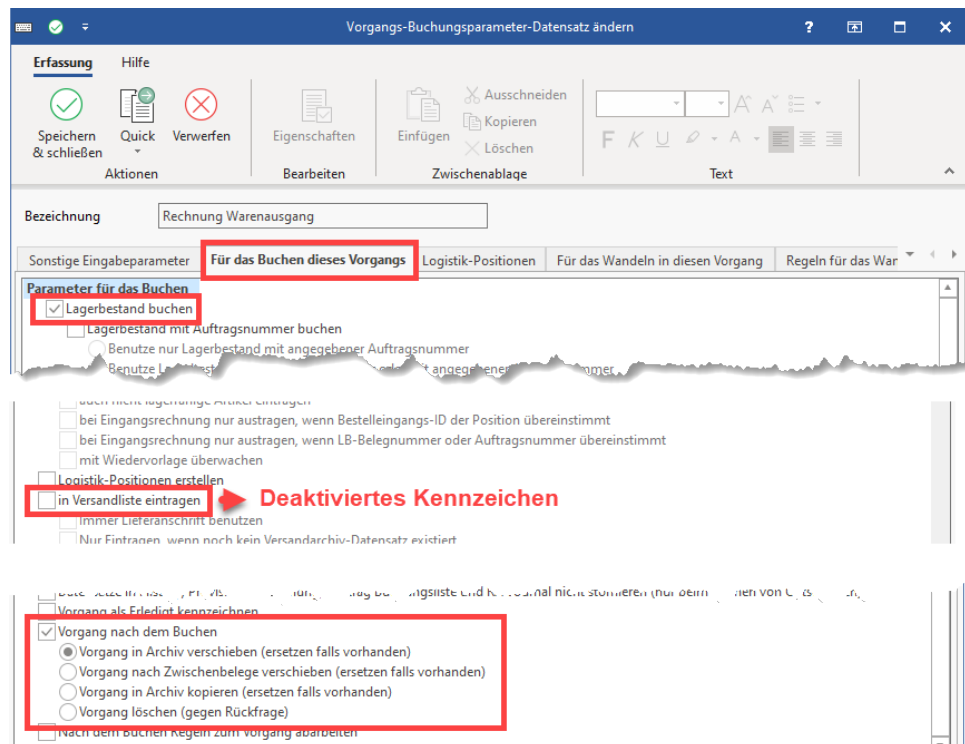 Vorgangs-Buchungsparameter-Datensatz ändern ?
Erfassung Hilfe
Speichern & schließen
Quick
Verwerfen
Aktionen
Eigenschaften
Bearbeiten
Einfügen
Ausschneiden
Kopieren
Löschen
Zwischenablage
A A
F K U A
Text
Bezeichnung Rechnung Warenausgang
Sonstige Eingabeparameter Für das Buchen dieses Vorgangs Logistik-Positionen Für das Wandeln in diesen Vorgang Regeln für das War
Parameter für das Buchen
Lagerbestand buchen
Lagerbestand mit Auftragsnummer buchen
Benutze nur Lagerbestand mit angegebener Auftragsnummer
Benutze
auch nicht lagerfähige Artikel eintragen
bei Eingangsrechnung nur austragen, wenn Bestelleingangs-ID der Position übereinstimmt
bei Eingangsrechnung nur austragen, wenn LB-Belegnummer oder Auftragsnummer übereinstimmt
mit Wiedervorlage überwachen
Logistik-Positionen erstellen
in Versandliste eintragen Deaktiviertes Kennzeichen
Immer Lieferanschrift benutzen
Nur Eintragen, wenn noch kein Versandarchiv-Datensatz existiert
Vorgang als Erledigt kennzeichnen
Vorgang nach dem Buchen
Vorgang in Archiv verschieben (ersetzen falls vorhanden)
Vorgang nach Zwischenbelege verschieben (ersetzen falls vorhanden)
Vorgang in Archiv kopieren (ersetzen falls vorhanden)
Vorgang löschen (gegen Rückfrage)
Nach dem Buchen Regeln zum Vorgang abarbeiten